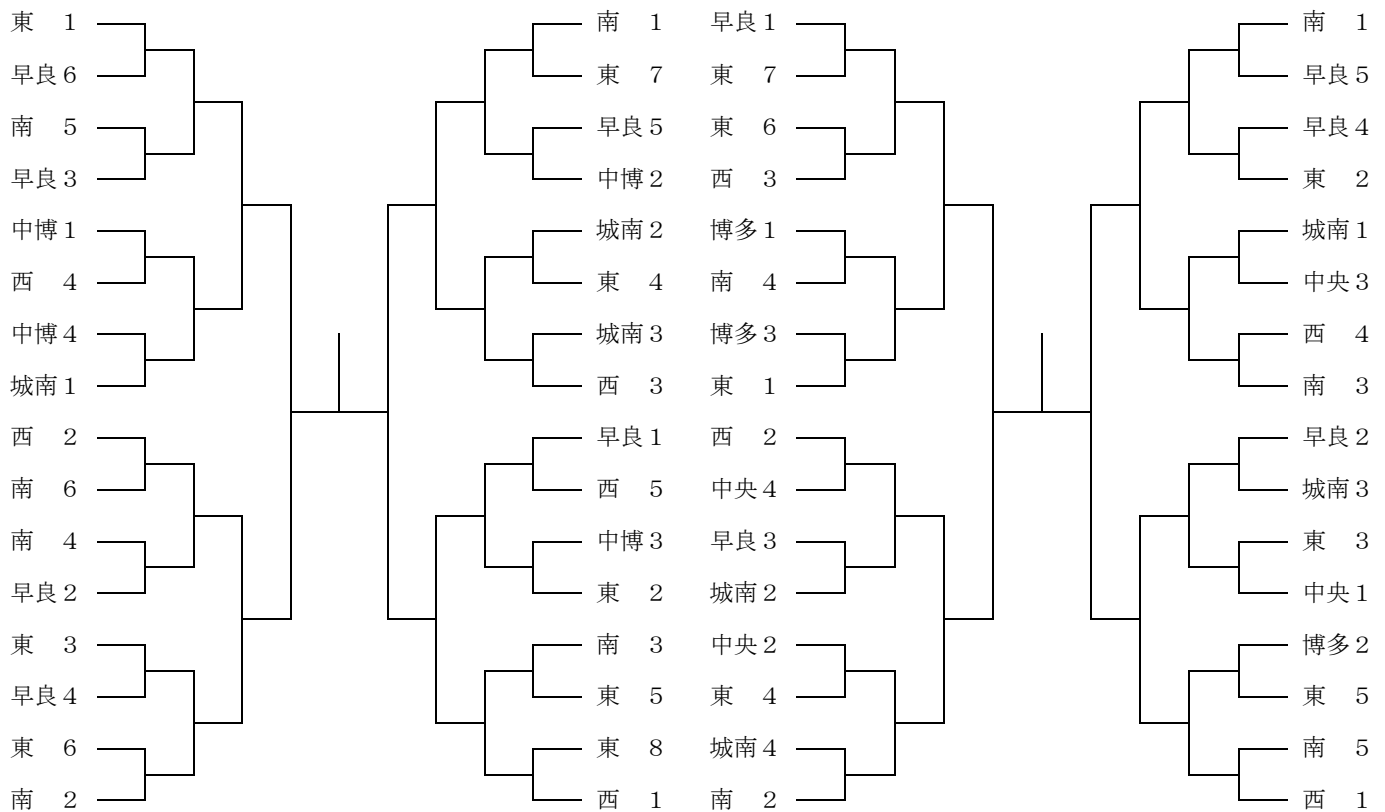 東　1
早良6
南　5
早良3
中博1
西　4
中博4
城南1
西　2
南　6
南　4
早良2
東　3
早良4
東　6
南　2
南　1
東　7
早良5
中博2
城南2
東　4
城南3
西　3
早良1
西　5
中博3
東　2
南　3
東　5
東　8
西　1
早良1
東　7
東　6
西　3
博多1
南　4
博多3
東　1
西　2
中央4
早良3
城南2
中央2
東　4
城南4
南　2
南　1
早良5
早良4
東　2
城南1
中央3
西　4
南　3
早良2
城南3
東　3
中央1
博多2
東　5
南　5
西　1